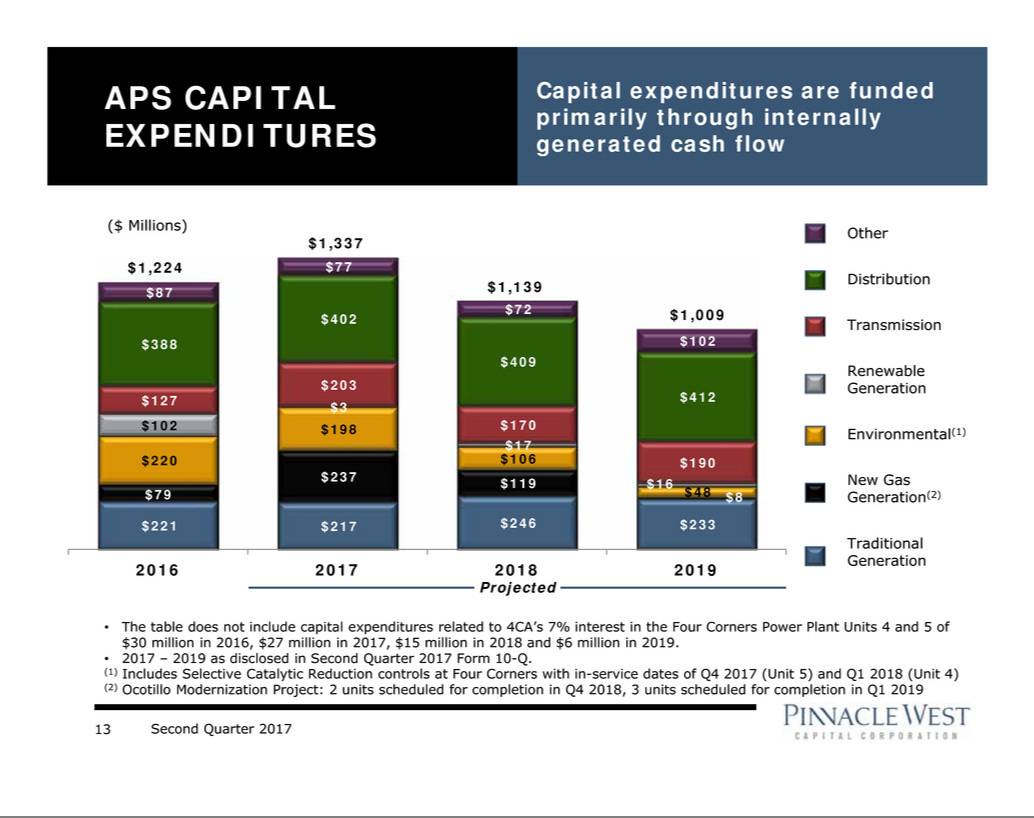 APS CAPITAL
EXPENDITURES
Capital expenditures are funded
primarily through internally
generated cash flow
($ Millions)
$1,224
$87
$388
$127
$102
$220
$79
$221
$1,337
$77
$402
$203
$3
$198
$237
$217
$1,139
$72
$409
$170
$17
$106
$119
$246
$1,009
$102
$412
$190
$16
$48
$8
$233
2016
2017
2018
2019
Projected
Other
Distribution
Transmission
Renewable
Generation
Environmental(1)
New Gas
Generation(2)
Traditional
Generation
• The table does not include capital expenditures related to 4CA's 7% interest in the Four Corners Power Plant Units 4 and 5 of
$30 million in 2016, $27 million in 2017, $15 million in 2018 and $6 million in 2019.
• 2017 – 2019 as disclosed in Second Quarter 2017 Form 10-Q.
(1) Includes Selective Catalytic Reduction controls at Four Corners with in-service dates of Q4 2017 (Unit 5) and Q1 2018 (Unit 4)
(2) Ocotillo Modernization Project: 2 units scheduled for completion in Q4 2018, 3 units scheduled for completion in Q1 2019
13 Second Quarter 2017
PINNACLE WEST
CAPITAL CORPORATION